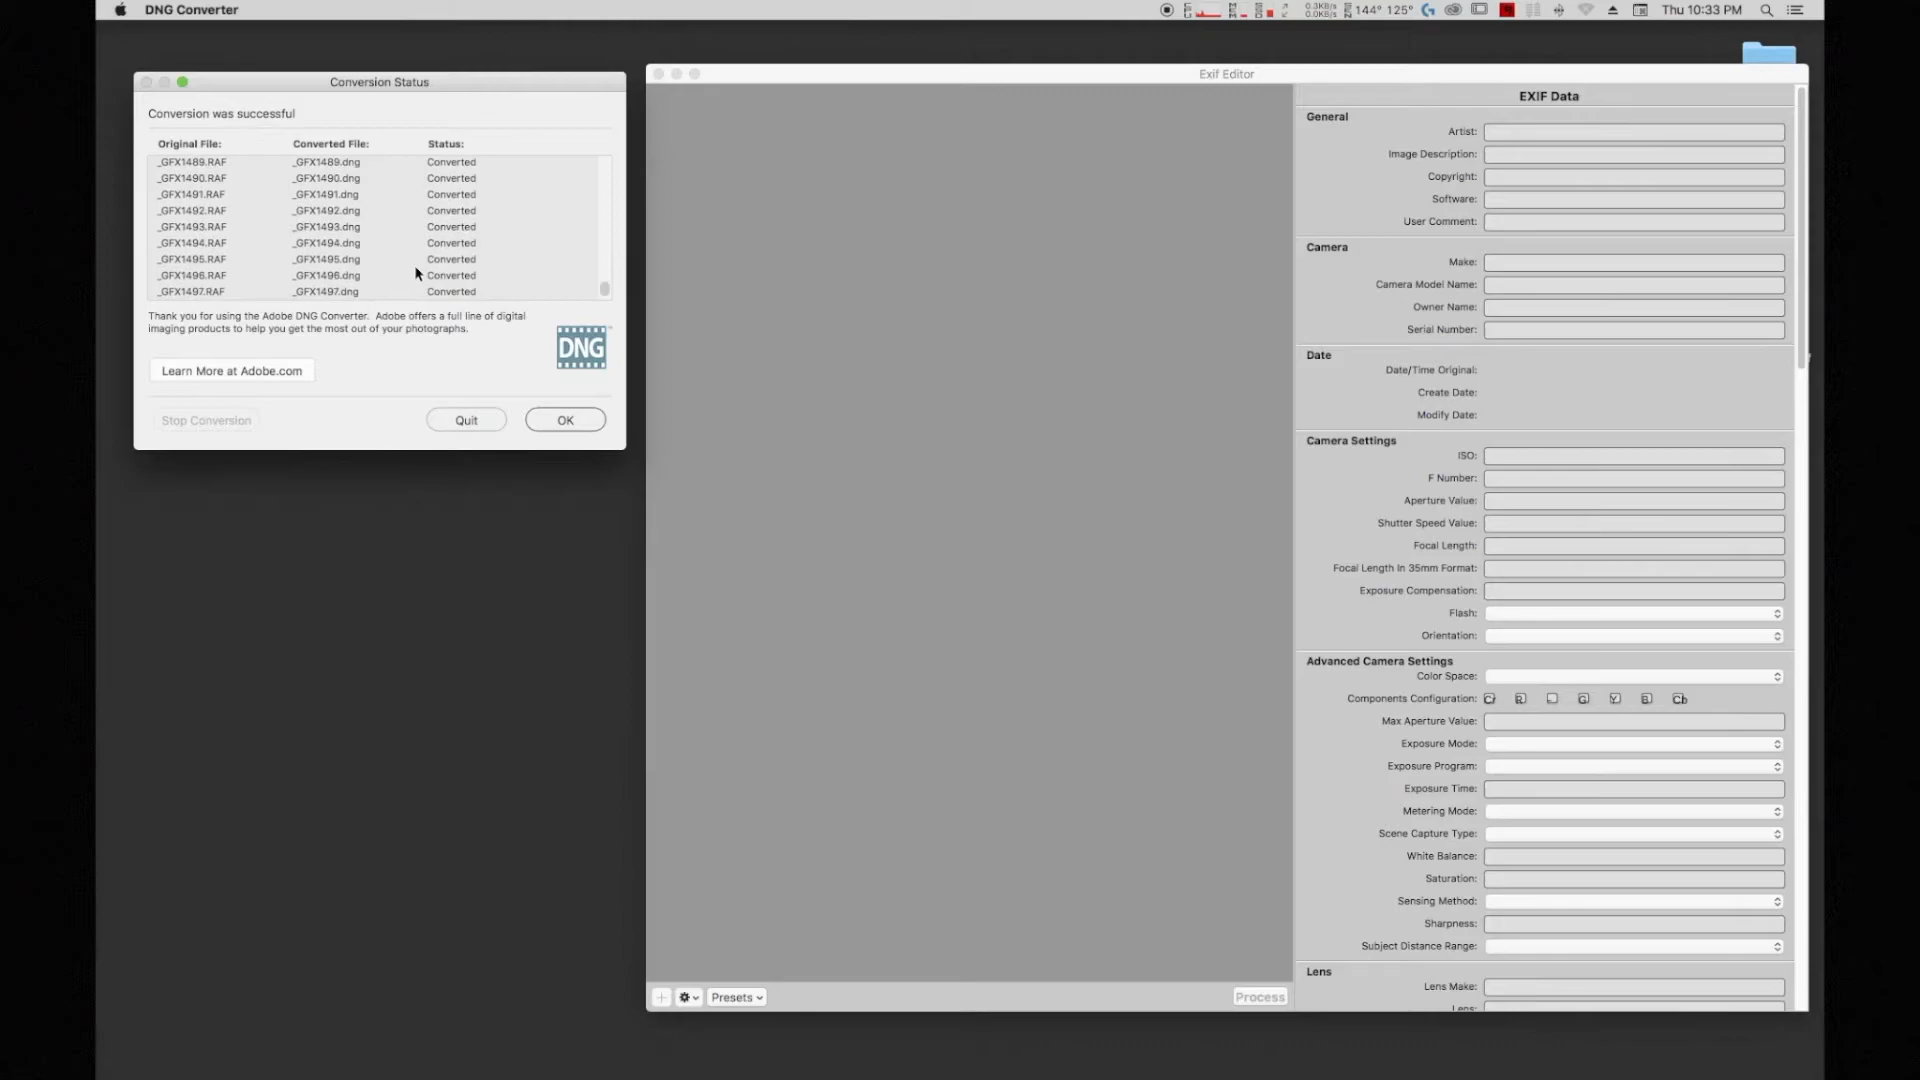 DNG Converter
0.3KB/s
0.0KB/s
144° 125°
Thu 10:33 PM
Conversion Status
Conversion was successful
Original File: Converted File: Status:
_GFX1489.RAF _GFX1489.dng Converted
_GFX1490.RAF _GFX1490.dng Converted
_GFX1491.RAF _GFX1491.dng Converted
_GFX1492.RAF _GFX1492.dng Converted
_GFX1493.RAF _GFX1493.dng Converted
_GFX1494.RAF _GFX1494.dng Converted
_GFX1495.RAF _GFX1495.dng Converted
_GFX1496.RAF _GFX1496.dng Converted
_GFX1497.RAF _GFX1497.dng Converted
Thank you for using the Adobe DNG Converter. Adobe offers a full line of digital
imaging products to help you get the most out of your photographs.
DNG
Learn More at Adobe.com
Stop Conversion Quit OK
Exif Editor
EXIF Data
General
Artist:
Image Description:
Copyright:
Software:
User Comment:
Camera
Make:
Camera Model Name:
Owner Name:
Serial Number:
Date
Date/Time Original:
Create Date:
Modify Date:
Camera Settings
ISO:
F Number:
Aperture Value:
Shutter Speed Value:
Focal Length:
Focal Length In 35mm Format:
Exposure Compensation:
Flash:
Orientation:
Advanced Camera Settings
Color Space:
Components Configuration: Cr R - G Y B Cb
Max Aperture Value:
Exposure Mode:
Exposure Program:
Exposure Time:
Metering Mode:
Scene Capture Type:
White Balance:
Saturation:
Sensing Method:
Sharpness:
Subject Distance Range:
Lens
Lens Make:
Lens:
Presets
Process